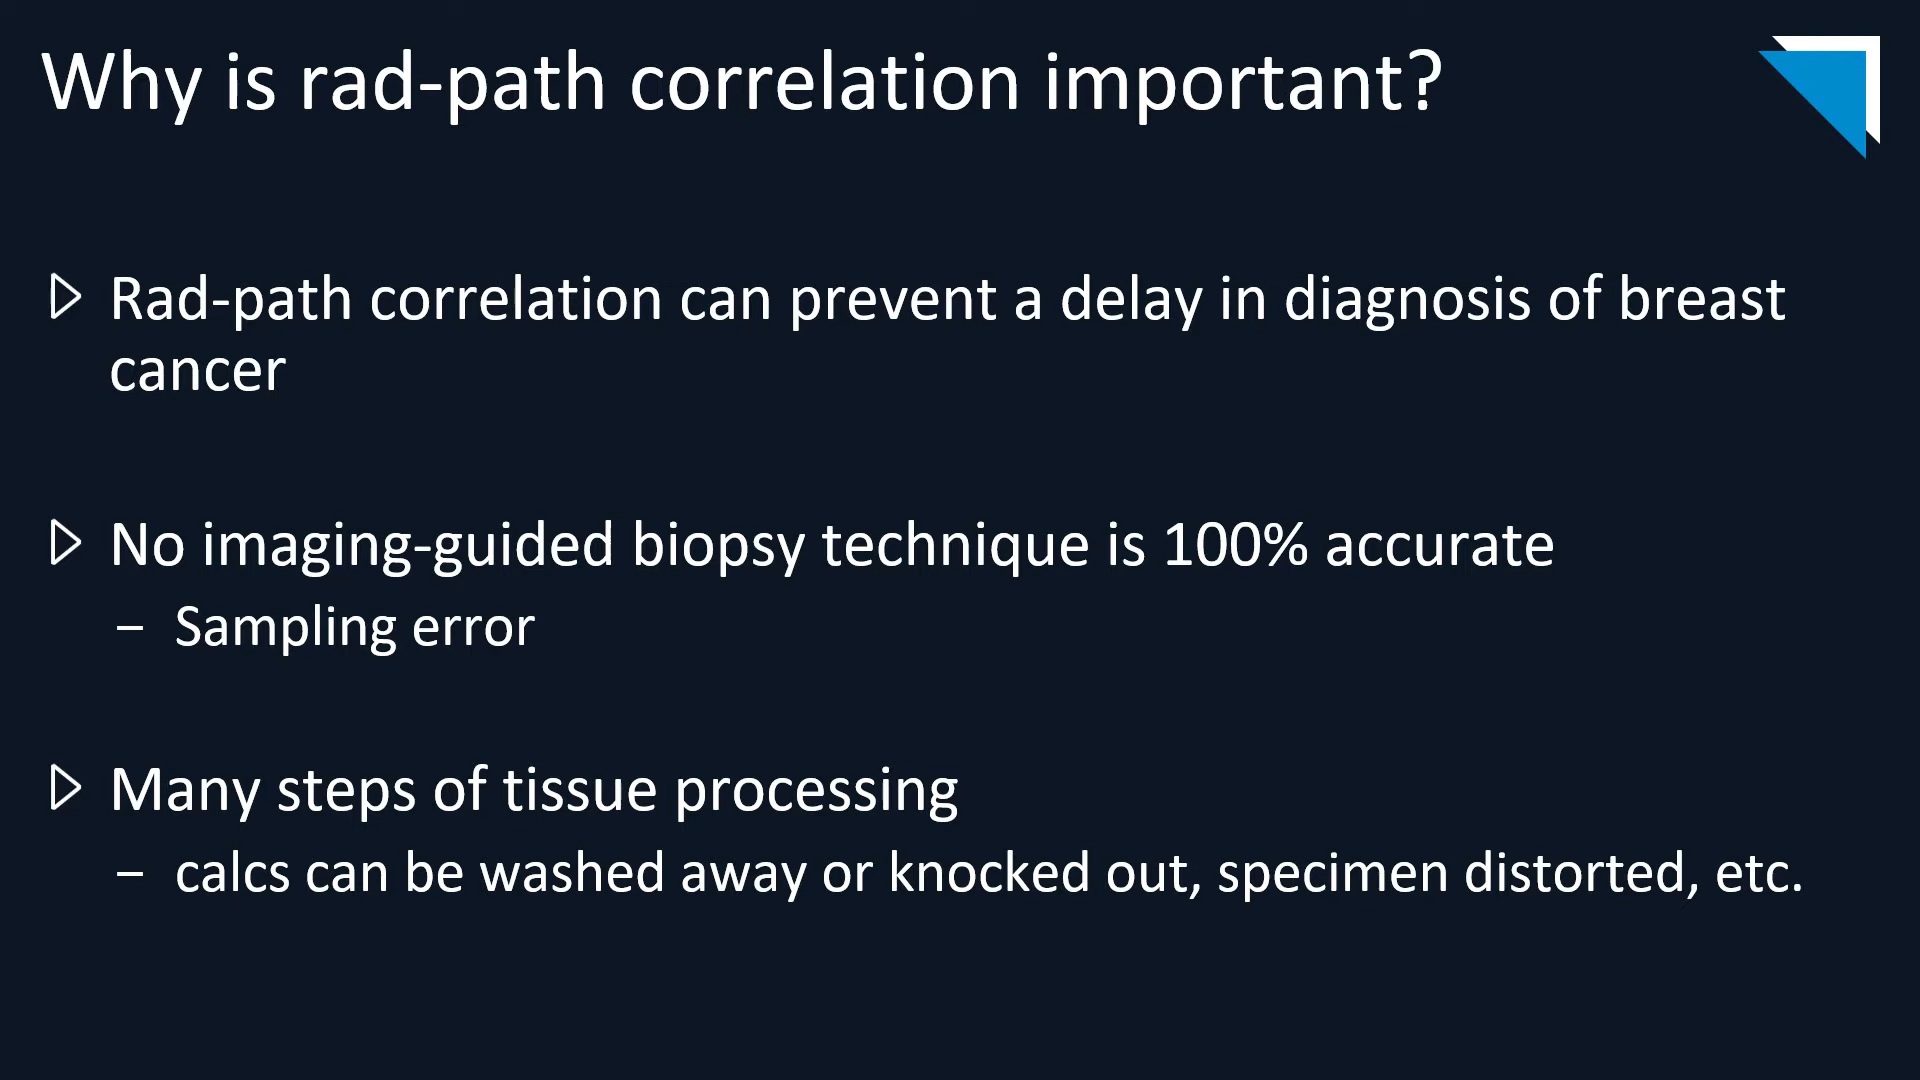 Why is rad-path correlation important?
Rad-path correlation can prevent a delay in diagnosis of breast
cancer
No imaging-guided biopsy technique is 100% accurate
– Sampling error
Many steps of tissue processing
– calcs can be washed away or knocked out, specimen distorted, etc.